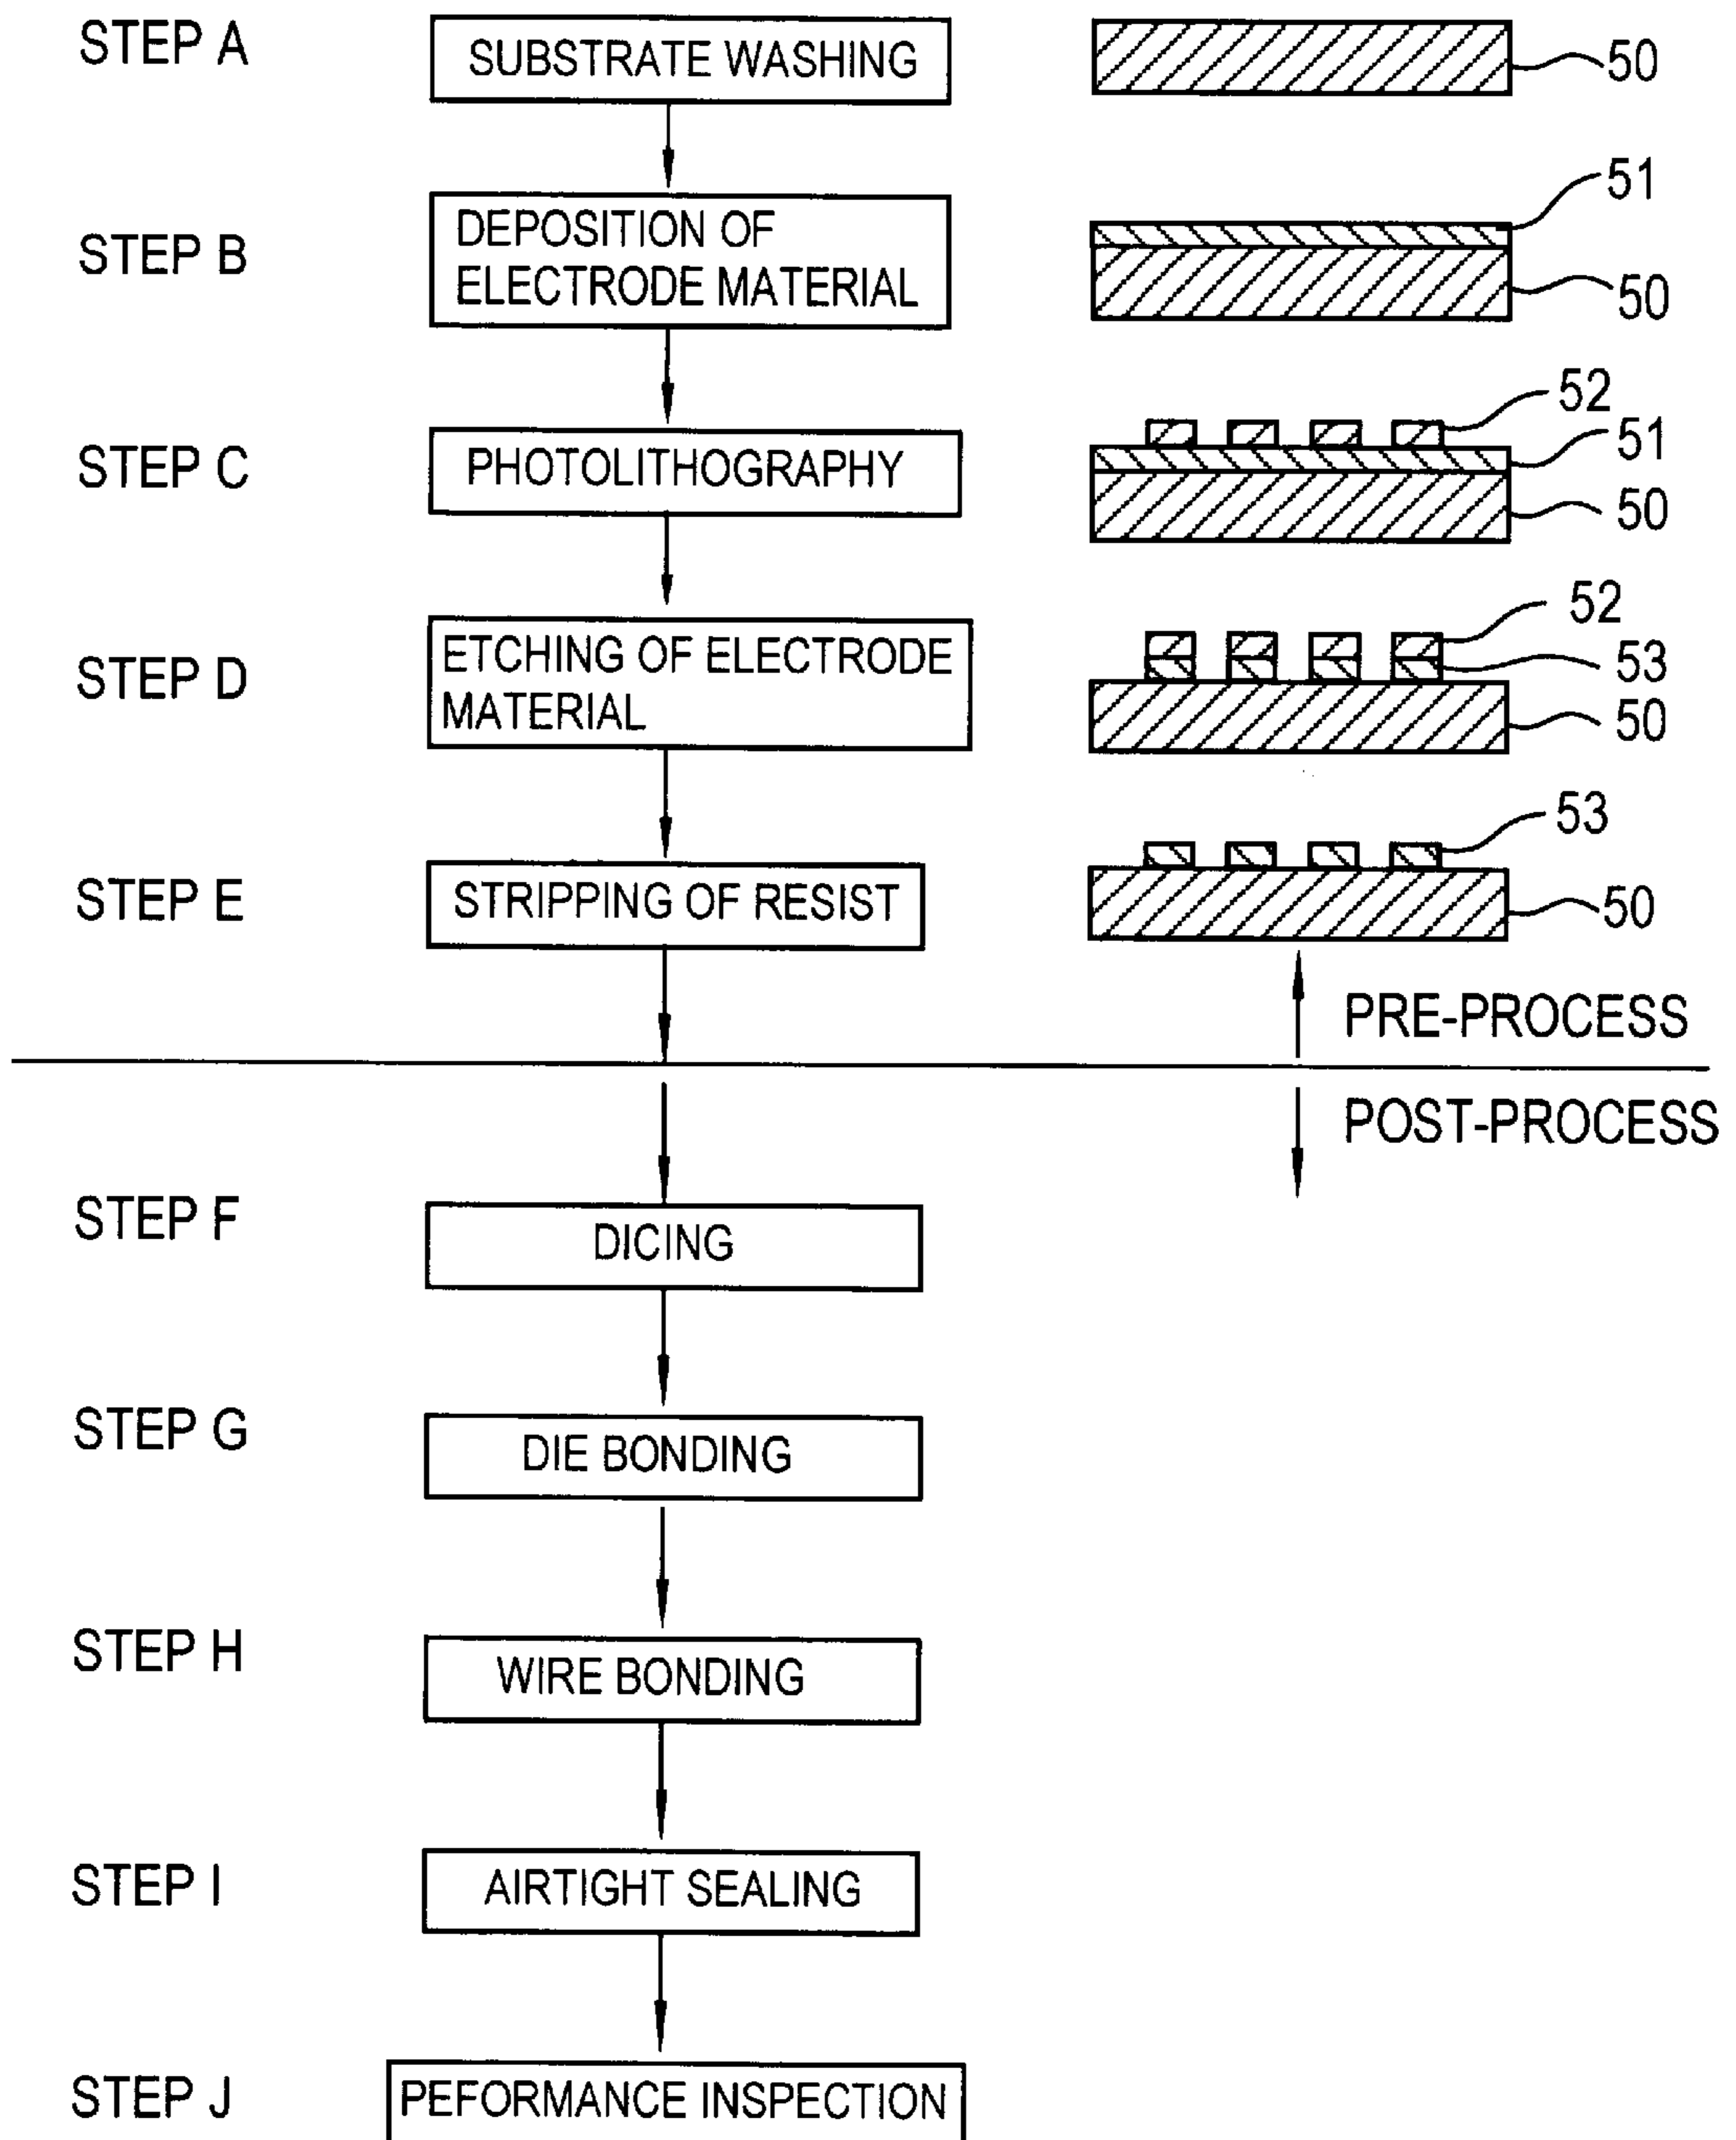 STEP A
SUBSTRATE WASHING
50
STEP B
DEPOSITION OF
ELECTRODE MATERIAL
51
50
STEP C
PHOTOLITHOGRAPHY
52
51
50
STEP D
ETCHING OF ELECTRODE
MATERIAL
52
53
50
STEP E
STRIPPING OF RESIST
53
50
PRE-PROCESS
POST-PROCESS
STEP F
DICING
STEP G
DIE BONDING
STEP H
WIRE BONDING
STEP I
AIRTIGHT SEALING
STEP J
PEFORMANCE INSPECTION